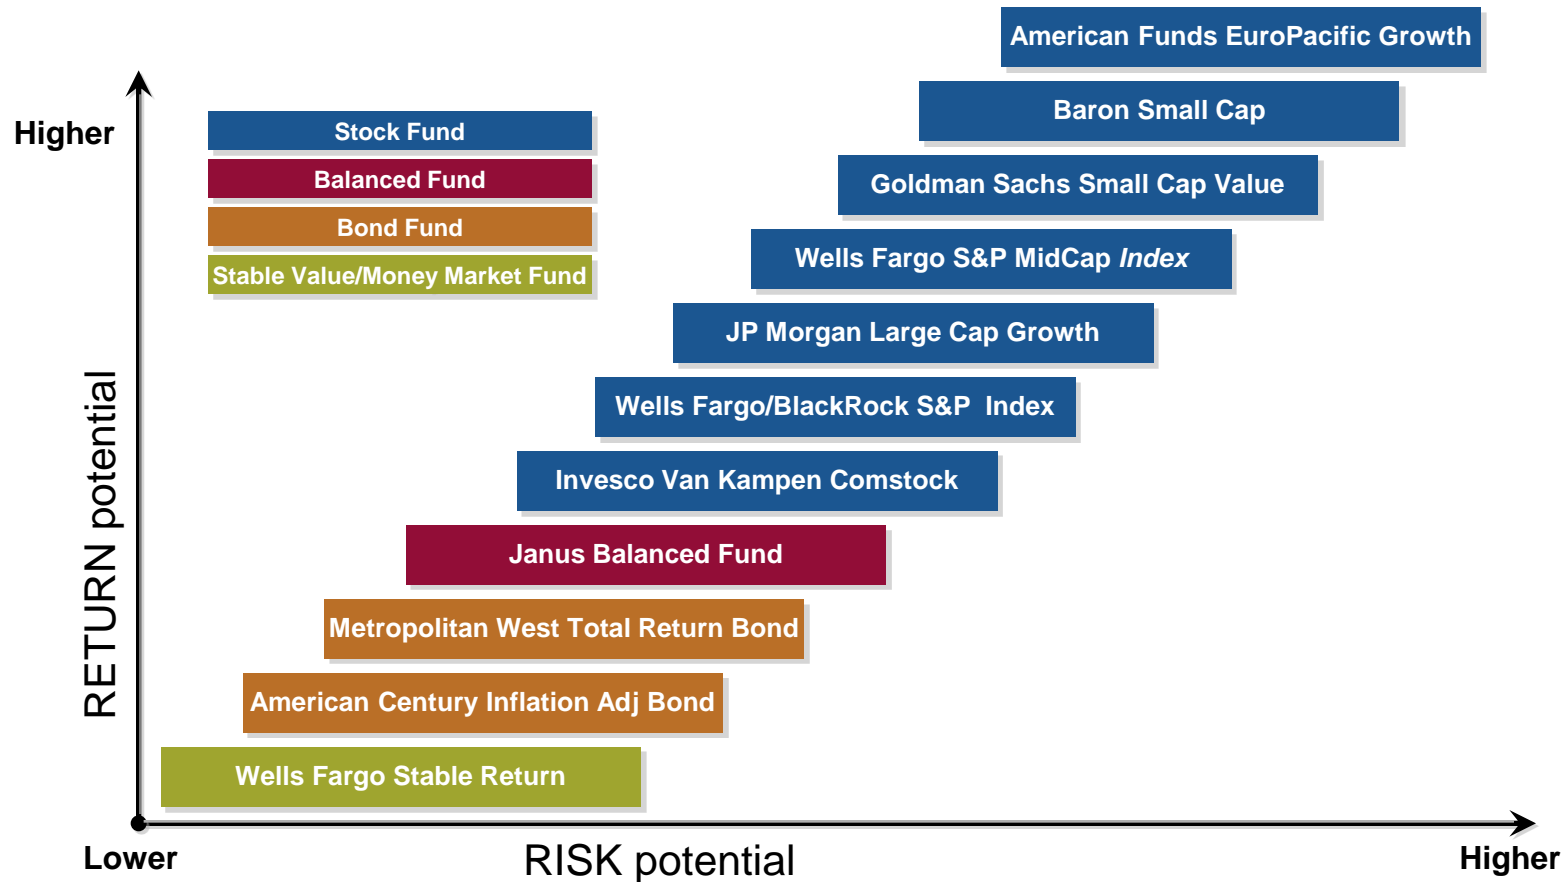 American Funds EuroPacific Growth
Baron Small Cap
Higher
Stock Fund
Balanced Fund
Goldman Sachs Small Cap Value
Bond Fund
Wells Fargo S&P MidCap Index
Stable Value/Money Market Fund
JP Morgan Large Cap Growth
Wells Fargo/BlackRock S&P  Index
Invesco Van Kampen Comstock
RETURN potential
Janus Balanced Fund
Metropolitan West Total Return Bond
American Century Inflation Adj Bond
Wells Fargo Stable Return
Lower
RISK potential
Higher